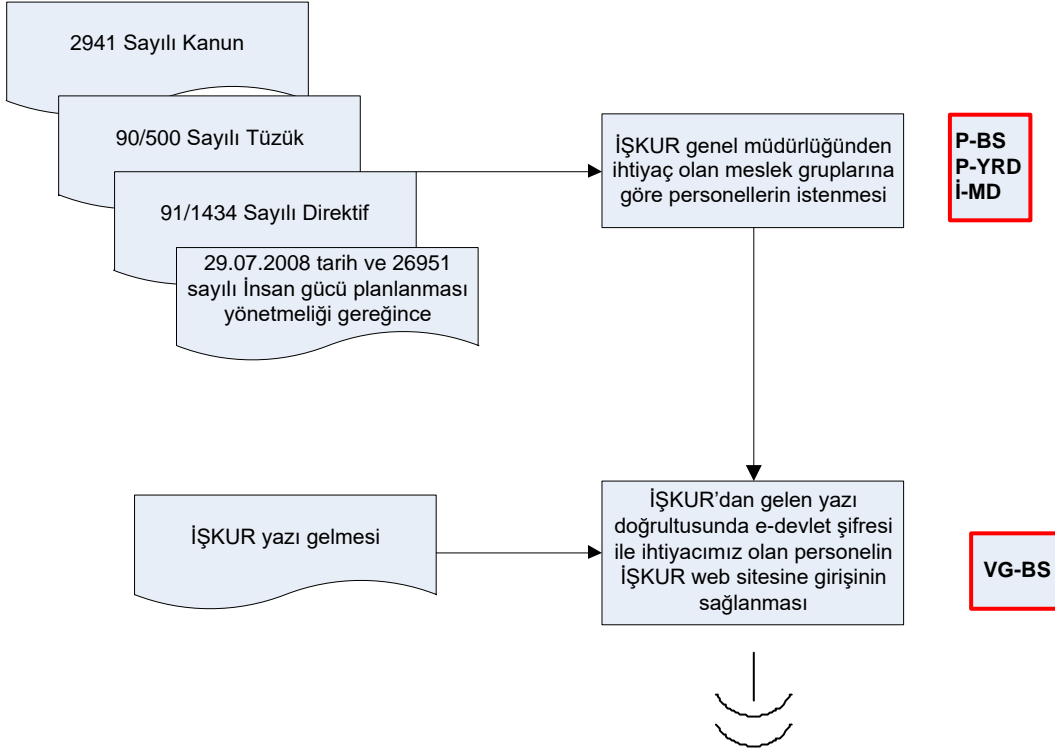 2941 Sayılı Kanun
90/500 Sayılı Tüzük
91/1434 Sayılı Direktif
29.07.2008 tarih ve 26951
sayılı İnsan gücü planlanması
yönetmeliği gereğince
İŞKUR genel müdürlüğünden
ihtiyaç olan meslek gruplarına
göre personellerin istenmesi
P-BS
P-YRD
İ-MD
İŞKUR yazı gelmesi
İŞKUR’dan gelen yazı
doğrultusunda e-devlet şifresi
ile ihtiyacımız olan personelin
İŞKUR web sitesine girişinin
sağlanması
VG-BS